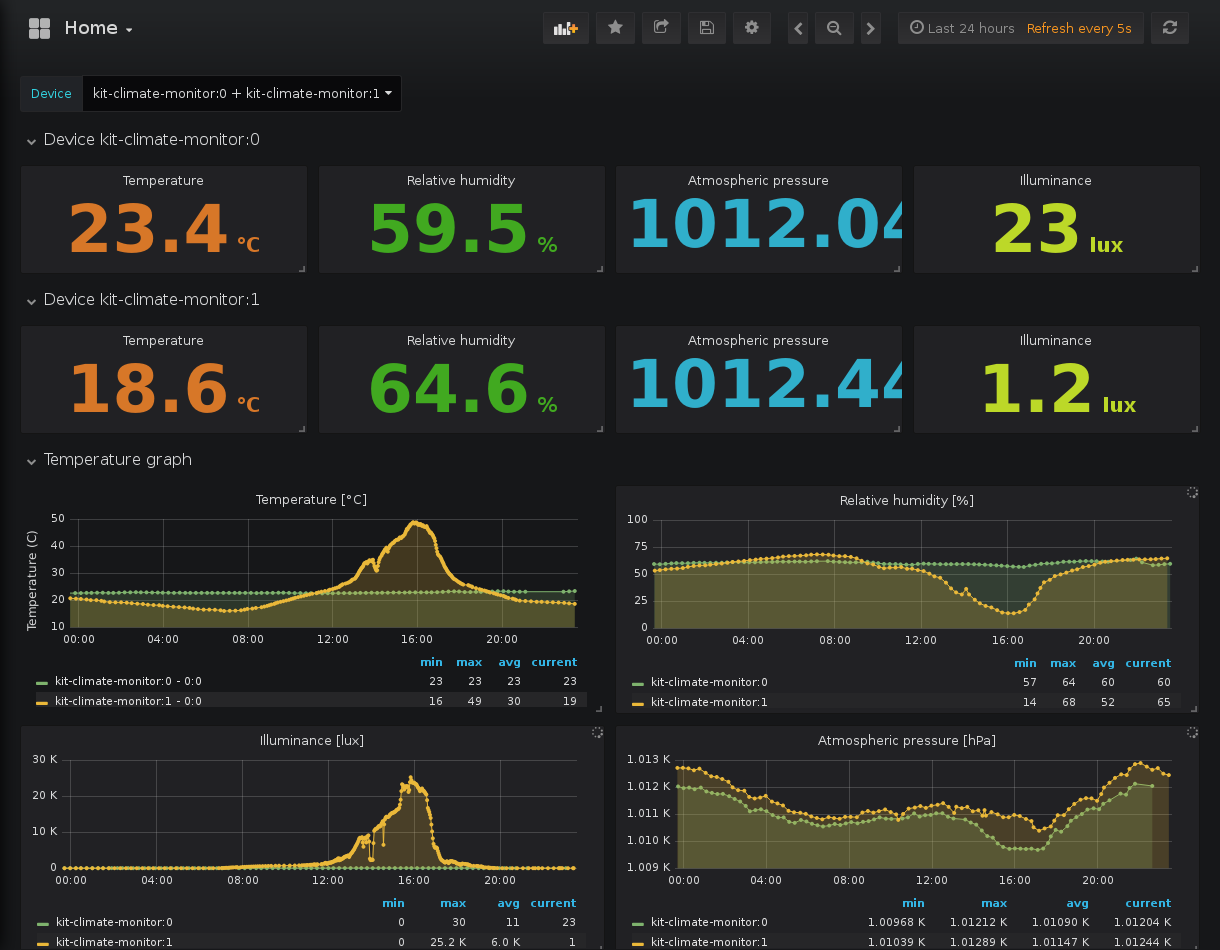 Home
Last 24 hours Refresh every 5s
Device kit-climate-monitor:0 + kit-climate-monitor:1
Device kit-climate-monitor:0
Temperature Relative humidity Atmospheric pressure Illuminance
23.4 °C 59.5 % 1012.04 23 lux
Device kit-climate-monitor:1
Temperature Relative humidity Atmospheric pressure Illuminance
18.6 °C 64.6 % 1012.44 1.2 lux
Temperature graph
Temperature [°C]
Temperature (C)
50
40
30
20
10
00:00 04:00 08:00 12:00 16:00 20:00
min max avg current
kit-climate-monitor:0 - 0:0 23 23 23 23
kit-climate-monitor:1 - 0:0 16 49 30 19
Relative humidity [%]
100
75
50
25
0
00:00 04:00 08:00 12:00 16:00 20:00
min max avg current
kit-climate-monitor:0 57 64 60 60
kit-climate-monitor:1 14 68 52 65
Illuminance [lux]
30 K
20 K
10 K
0
00:00 04:00 08:00 12:00 16:00 20:00
min max avg current
kit-climate-monitor:0 0 30 11 23
kit-climate-monitor:1 0 25.2 K 6.0 K 1
Atmospheric pressure [hPa]
1.013 K
1.012 K
1.011 K
1.010 K
1.009 K
00:00 04:00 08:00 12:00 16:00 20:00
min max avg current
kit-climate-monitor:0 1.00968 K 1.01212 K 1.01090 K 1.01204 K
kit-climate-monitor:1 1.01039 K 1.01289 K 1.01147 K 1.01244 K